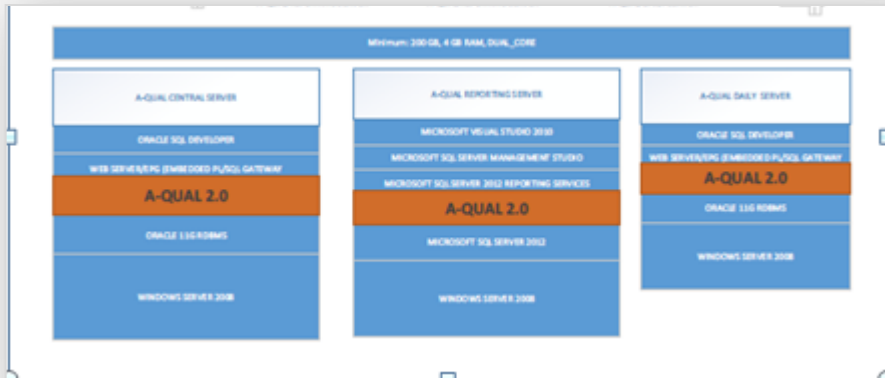 Minimum: 200 GB, 4 GB RAM, DUAL_CORE
A-QUAL CENTRAL SERVER
ORACLE SQL DEVELOPER
WEB SERVER/EPG (EMBEDDED PL/SQL GATEWAY
A-QUAL 2.0
ORACLE 11G RDBMS
WINDOWS SERVER 2008
A-QUAL REPORTING SERVER
MICROSOFT VISUAL STUDIO 2010
MICROSOFT SQL SERVER MANAGEMENT STUDIO
MICROSOFT SQL SERVER 2012 REPORTING SERVICES
A-QUAL 2.0
MICROSOFT SQL SERVER 2012
WINDOWS SERVER 2008
A-QUAL DAILY SERVER
ORACLE SQL DEVELOPER
WEB SERVER/EPG (EMBEDDED PL/SQL GATEWAY
A-QUAL 2.0
ORACLE 11G RDBMS
WINDOWS SERVER 2008